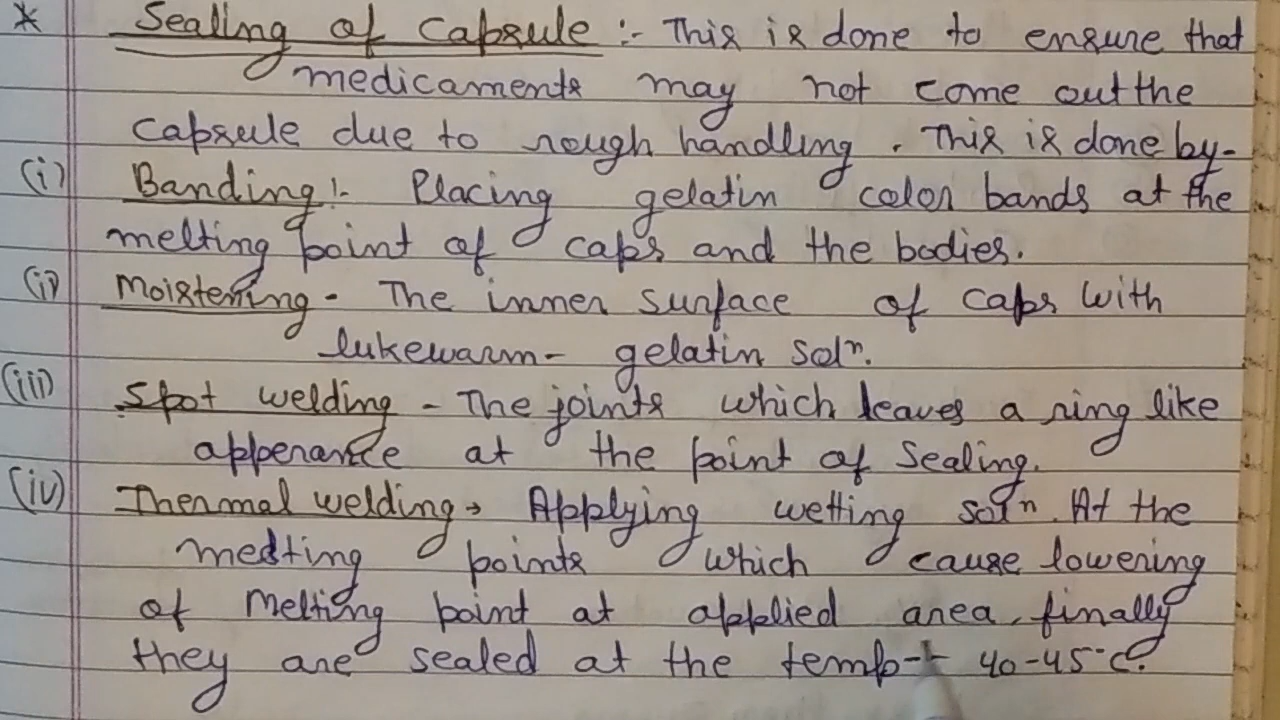 * Sealing of Capsule :- This is done to ensure that
medicaments may not come out the
capsule due to rough handling. This is done by-
(i) Banding :- Placing gelatin color bands at the
melting point of caps and the bodies.
(ii) Moistening - The inner surface of caps with
lukewarm- gelatin solⁿ.
(iii) Spot welding - The joints which leaves a ring like
apperance at the point of Sealing.
(iv) Thermal welding → Applying wetting solⁿ. At the
melting points which cause lowering
of melting point at applied area, finally
they are sealed at the temp- 40-45°C.